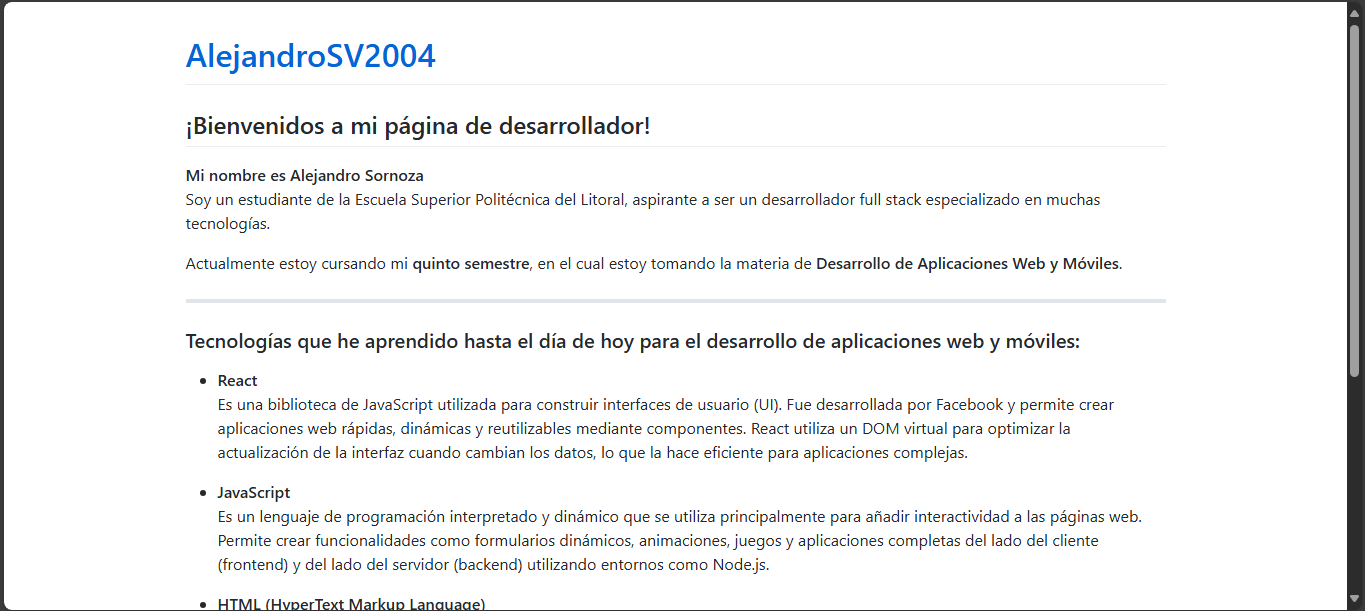 AlejandroSV2004
¡Bienvenidos a mi página de desarrollador!
Mi nombre es Alejandro Sornoza
Soy un estudiante de la Escuela Superior Politécnica del Litoral, aspirante a ser un desarrollador full stack especializado en muchas
tecnologías.
Actualmente estoy cursando mi quinto semestre, en el cual estoy tomando la materia de Desarrollo de Aplicaciones Web y Móviles.
Tecnologías que he aprendido hasta el día de hoy para el desarrollo de aplicaciones web y móviles:
• React
Es una biblioteca de JavaScript utilizada para construir interfaces de usuario (UI). Fue desarrollada por Facebook y permite crear
aplicaciones web rápidas, dinámicas y reutilizables mediante componentes. React utiliza un DOM virtual para optimizar la
actualización de la interfaz cuando cambian los datos, lo que la hace eficiente para aplicaciones complejas.
• JavaScript
Es un lenguaje de programación interpretado y dinámico que se utiliza principalmente para añadir interactividad a las páginas web.
Permite crear funcionalidades como formularios dinámicos, animaciones, juegos y aplicaciones completas del lado del cliente
(frontend) y del lado del servidor (backend) utilizando entornos como Node.js.
• HTML (HyperText Markup Language)